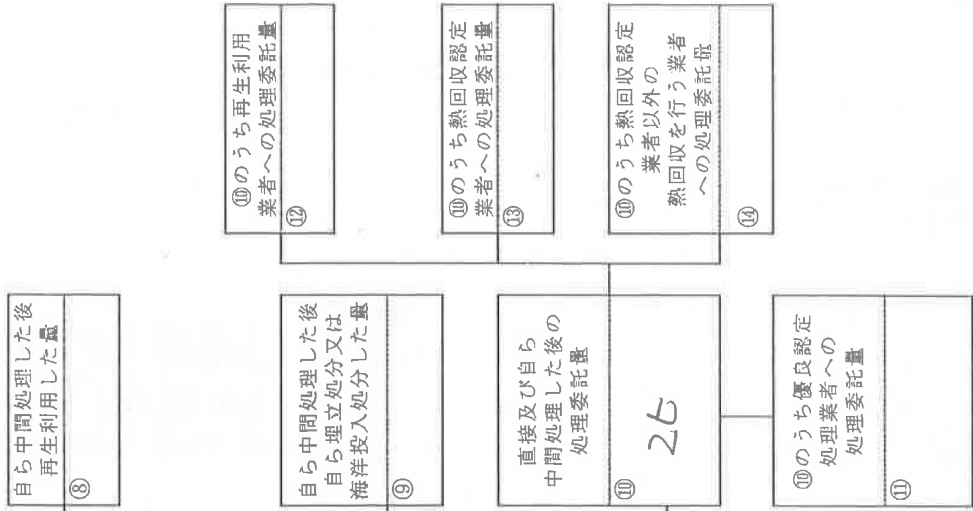 自ら中間処理した後
再生利用した量
⑧
自ら中間処理した後
自ら埋立処分又は
海洋投入処分した量
⑨
直接及び自ら
中間処理した後の
処理委託量
⑩
2t
⑩のうち優良認定
処理業者への
処理委託量
⑪
⑩のうち再生利用
業者への処理委託量
⑫
⑩のうち熱回収認定
業者への処理委託量
⑬
⑩のうち熱回収認定
業者以外の
熱回収を行う業者
への処理委託量
⑭